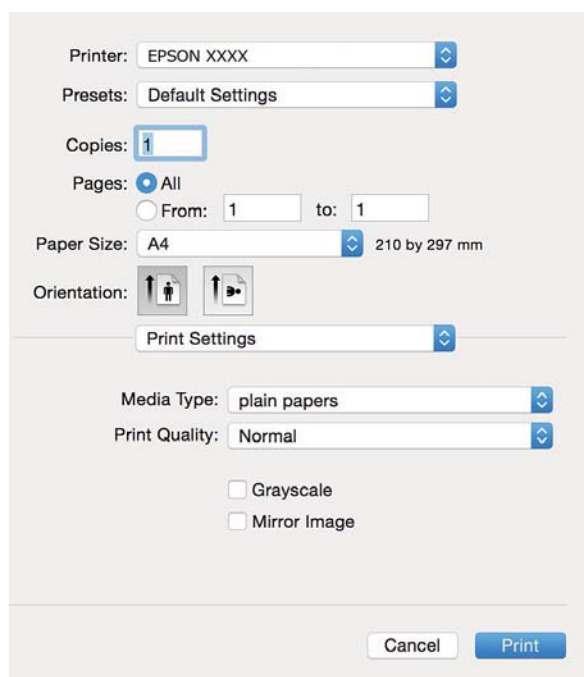 Printer: EPSON XXXX
Presets: Default Settings
Copies: 1
Pages: All
From: 1 to: 1
Paper Size: A4 210 by 297 mm
Orientation:
Print Settings
Media Type: plain papers
Print Quality: Normal
Grayscale
Mirror Image
Cancel Print